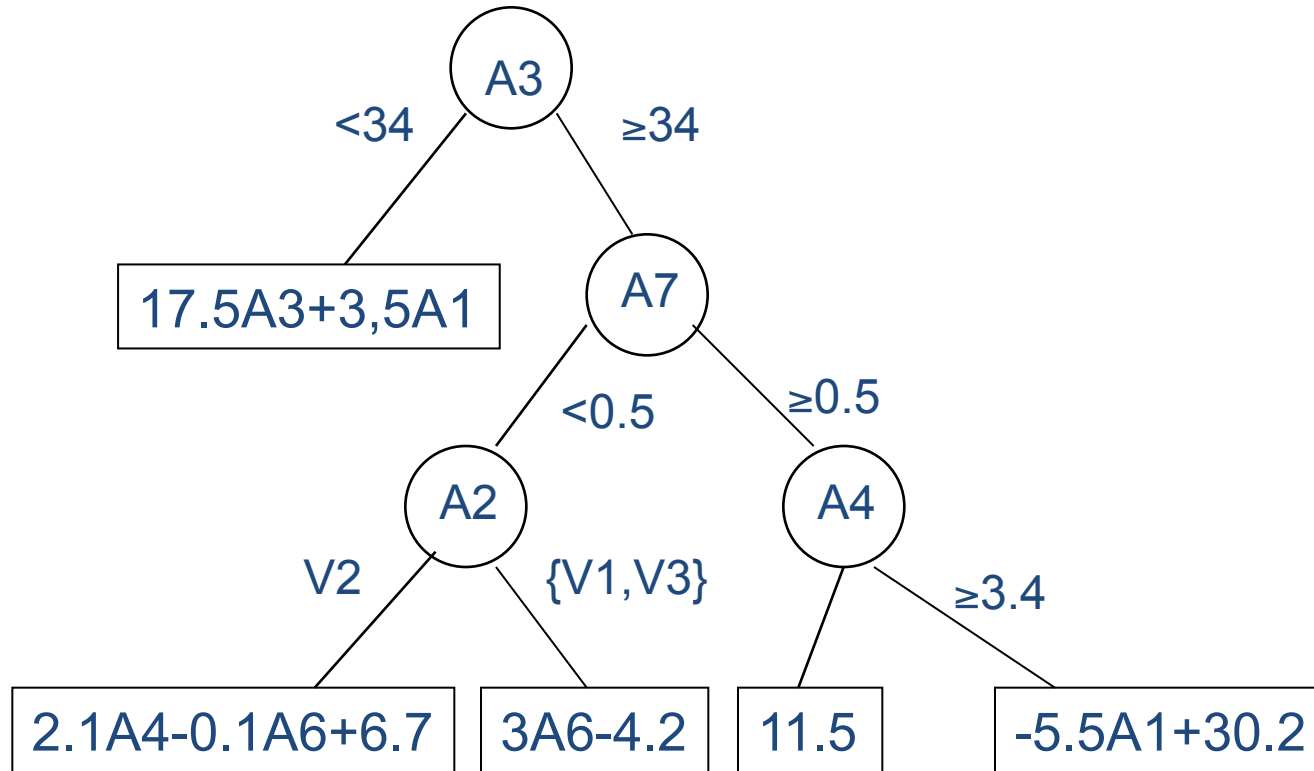 A3
<34
≥34
17.5A3+3,5A1
A7
<0.5
≥0.5
A2
A4
V2
{V1,V3}
≥3.4
2.1A4-0.1A6+6.7
3A6-4.2
11.5
-5.5A1+30.2